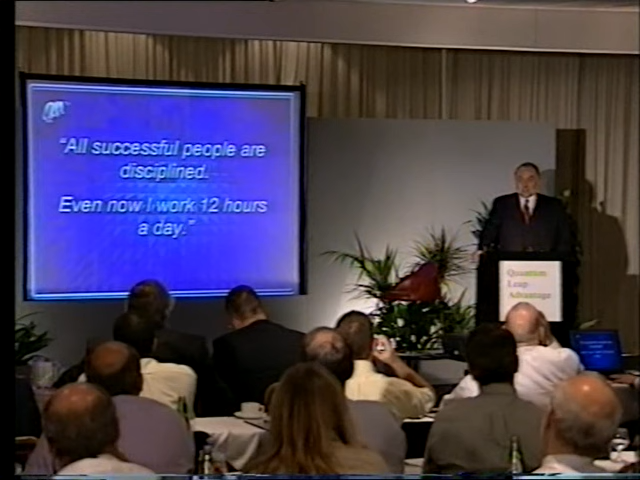 "All successful people are
disciplined.
Even now I work 12 hours
a day."
Quantum
Leap
Advantage